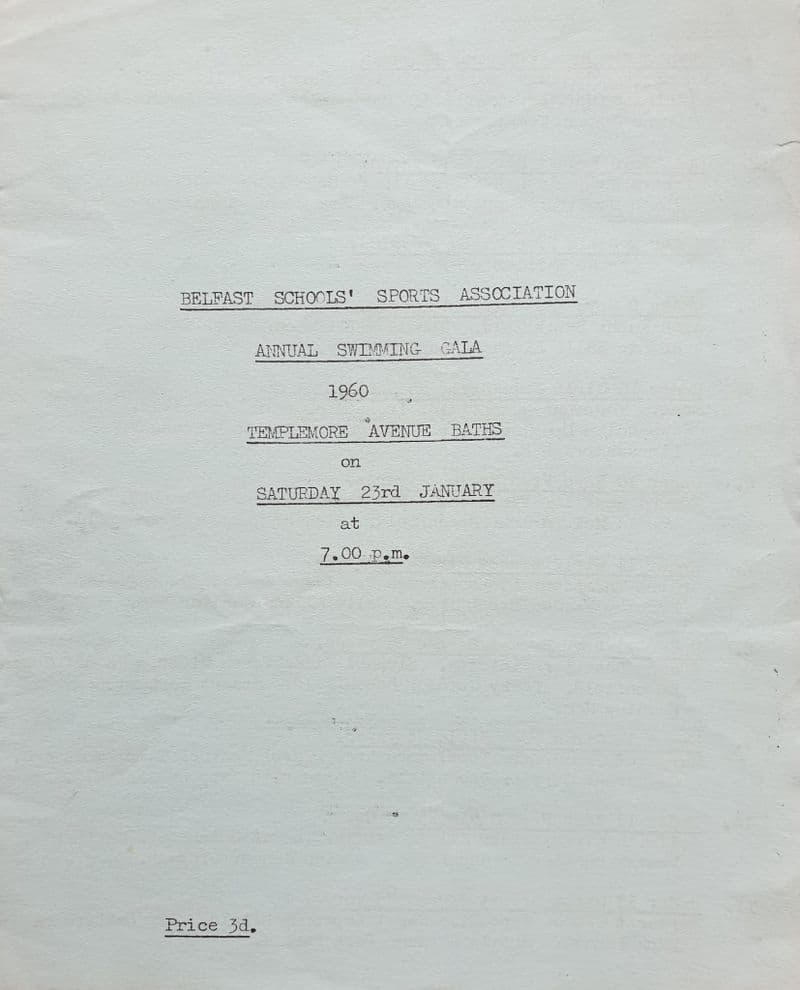 BELFAST SCHOOLS' SPORTS ASSOCIATION
ANNUAL SWIMMING GALA
1960
TEMPLEMORE AVENUE BATHS
on
SATURDAY 23rd JANUARY
at
7.00 p.m.
Price 3d.